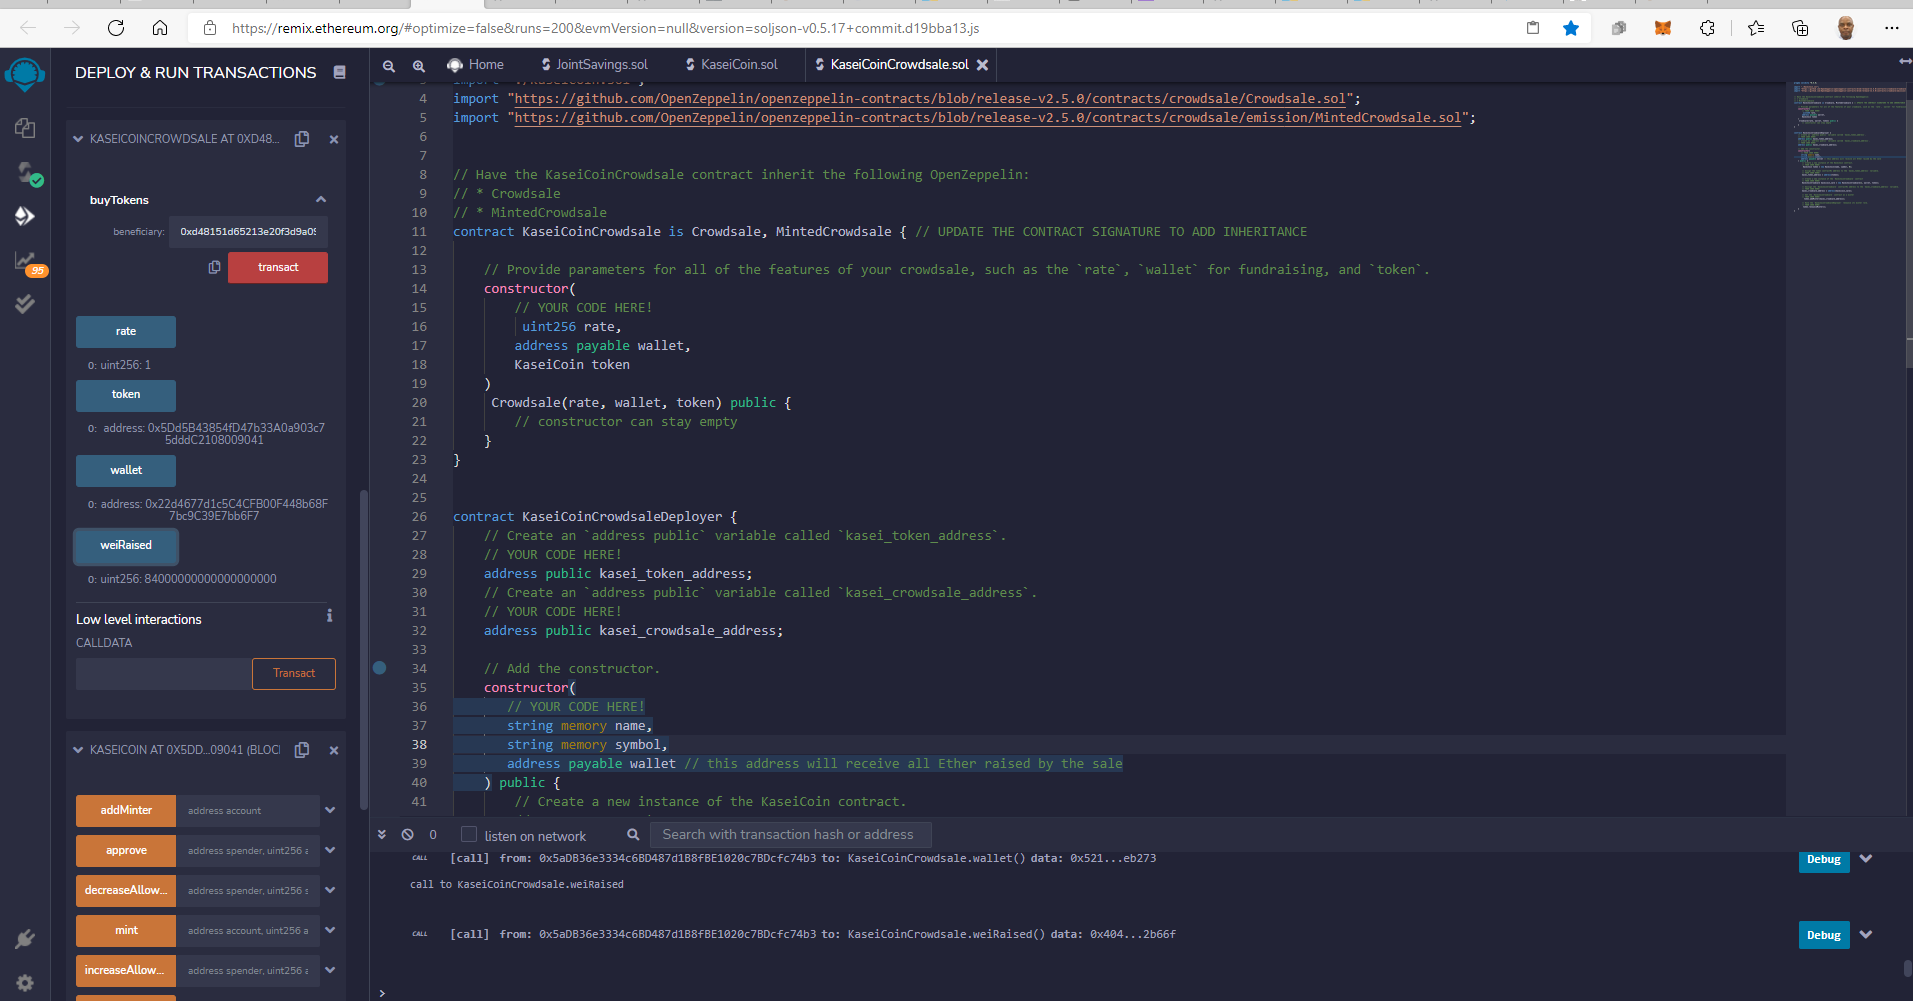 https://remix.ethereum.org/#optimize=false&runs=200&evmVersion=null&version=soljson-v0.5.17+commit.d19bba13.js
DEPLOY & RUN TRANSACTIONS
Home
JointSavings.sol
KaseiCoin.sol
KaseiCoinCrowdsale.sol
KASEICOINCROWDSALE AT 0XD48...
buyTokens
beneficiary:
0xd48151d65213e20f3d9a09
transact
95
rate
0: uint256: 1
token
0: address: 0x5Dd5B43854fD47b33A0a903c7
5dddC2108009041
wallet
0: address: 0x22d4677d1c5C4CFB00F448b68F
7bc9C39E7bb6F7
weiRaised
0: uint256: 84000000000000000000
Low level interactions
CALLDATA
Transact
KASEICOIN AT 0X5DD...09041 (BLOC
addMinter
address account
approve
address spender, uint256
decreaseAllow...
address spender, uint256
mint
address account, uint256
increaseAllow...
address spender, uint256
4 import "https://github.com/OpenZeppelin/openzeppelin-contracts/blob/release-v2.5.0/contracts/crowdsale/Crowdsale.sol";
5 import "https://github.com/OpenZeppelin/openzeppelin-contracts/blob/release-v2.5.0/contracts/crowdsale/emission/MintedCrowdsale.sol";
6
7
8 // Have the KaseiCoinCrowdsale contract inherit the following OpenZeppelin:
9 // * Crowdsale
10 // * MintedCrowdsale
11 contract KaseiCoinCrowdsale is Crowdsale, MintedCrowdsale { // UPDATE THE CONTRACT SIGNATURE TO ADD INHERITANCE
12
13 // Provide parameters for all of the features of your crowdsale, such as the `rate`, `wallet` for fundraising, and `token`.
14 constructor(
15 // YOUR CODE HERE!
16 uint256 rate,
17 address payable wallet,
18 KaseiCoin token
19 )
20 Crowdsale(rate, wallet, token) public {
21 // constructor can stay empty
22 }
23 }
24
25
26 contract KaseiCoinCrowdsaleDeployer {
27 // Create an `address public` variable called `kasei_token_address`.
28 // YOUR CODE HERE!
29 address public kasei_token_address;
30 // Create an `address public` variable called `kasei_crowdsale_address`.
31 // YOUR CODE HERE!
32 address public kasei_crowdsale_address;
33
34 // Add the constructor.
35 constructor(
36 // YOUR CODE HERE!
37 string memory name,
38 string memory symbol,
39 address payable wallet // this address will receive all Ether raised by the sale
40 ) public {
41 // Create a new instance of the KaseiCoin contract.
0
listen on network
Search with transaction hash or address
CALL [call] from: 0x5aDB36e3334c6BD487d1B8fBE1020c7BDcfc74b3 to: KaseiCoinCrowdsale.wallet() data: 0x521...eb273
Debug
call to KaseiCoinCrowdsale.weiRaised
CALL [call] from: 0x5aDB36e3334c6BD487d1B8fBE1020c7BDcfc74b3 to: KaseiCoinCrowdsale.weiRaised() data: 0x404...2b66f
Debug
>